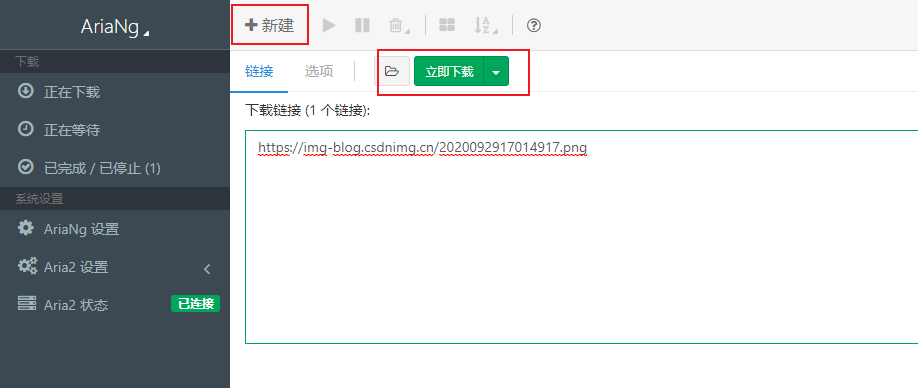 AriaNg
新建
下载
正在下载
正在等待
已完成 / 已停止 (1)
系统设置
AriaNg 设置
Aria2 设置
Aria2 状态
已连接
链接
选项
立即下载
下载链接 (1 个链接):
https://img-blog.csdnimg.cn/2020092917014917.png